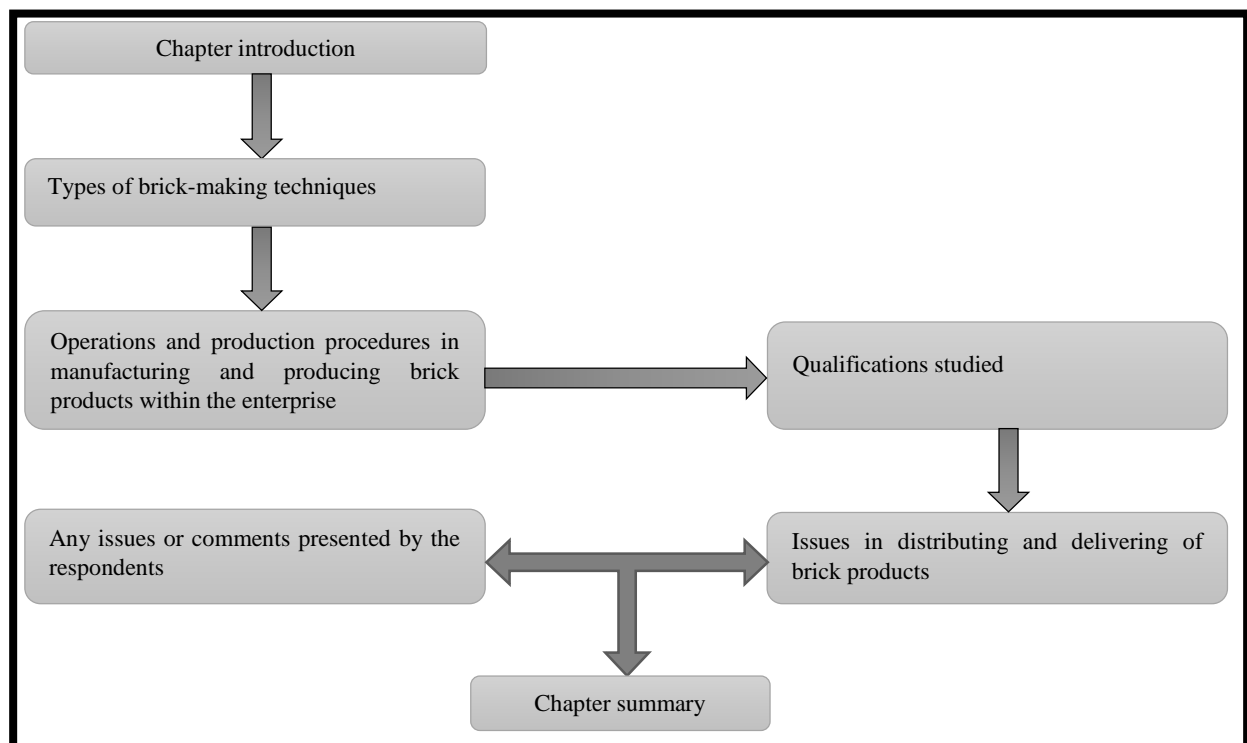 Chapter introduction
Types of brick-making techniques
Operations and production procedures in
manufacturing and producing brick
products within the enterprise
Qualifications studied
Any issues or comments presented by the
respondents
Issues in distributing and delivering of
brick products
Chapter summary